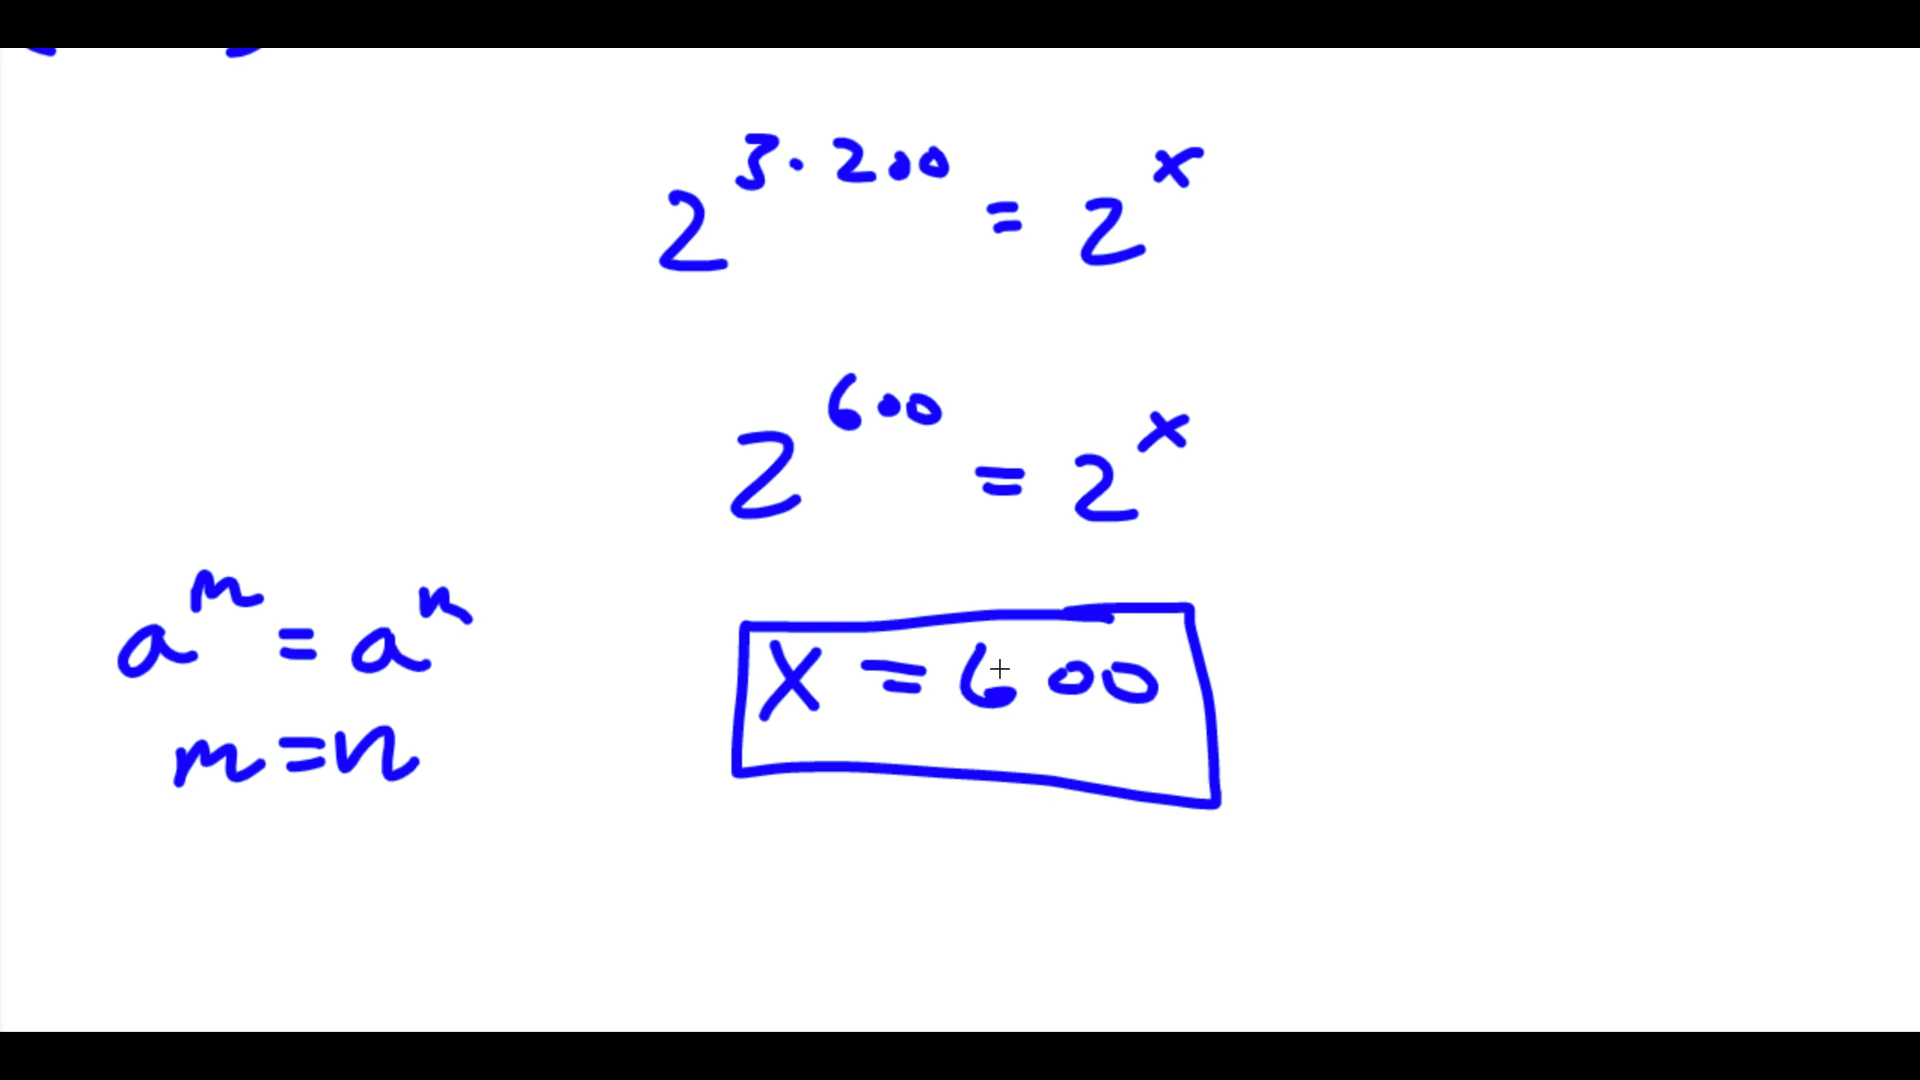 2^{3·200} = 2^x
2^{600} = 2^x
a^m = a^n
x = 600
m = n